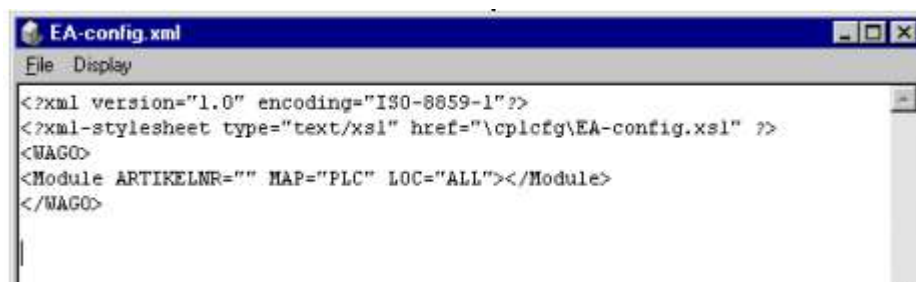 EA-config.xml
File Display
<?xml version="1.0" encoding="ISO-8859-1"?>
<?xml-stylesheet type="text/xsl" href="\cplcfg\EA-config.xsl" ?>
<WAGO>
<Module ARTIKELNR="" MAP="PLC" LOC="ALL"></Module>
</WAGO>